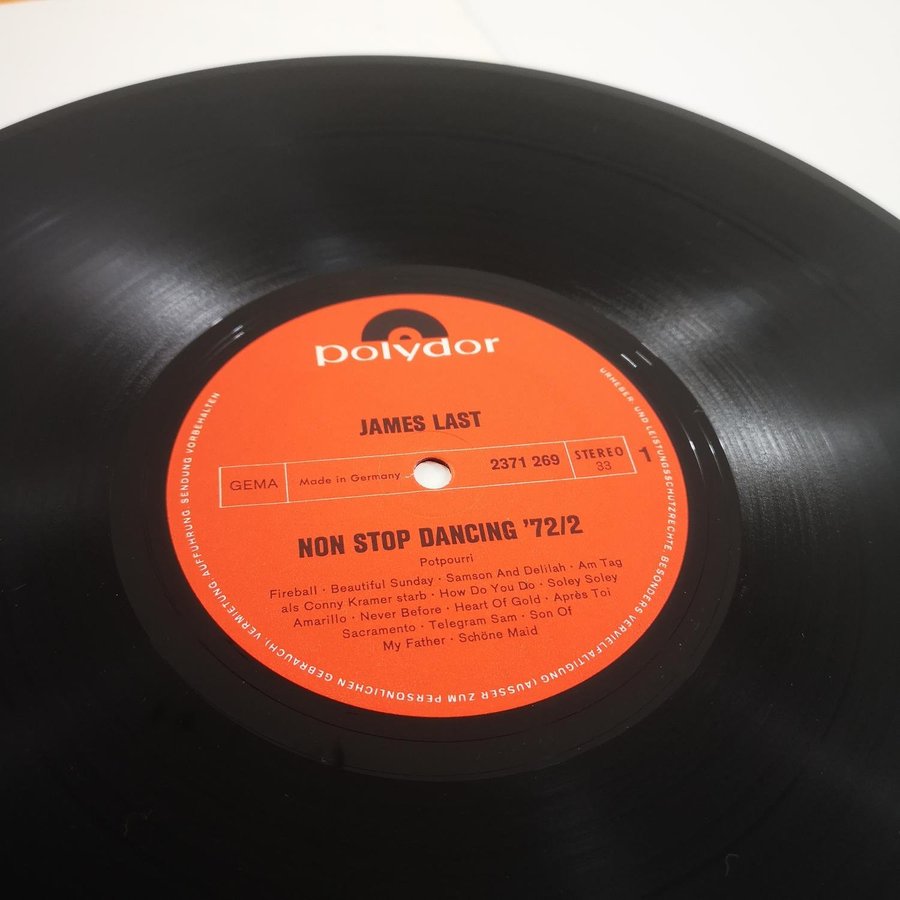 polydor
JAMES LAST
GEMA
Made in Germany
2371 269
STEREO
33
1
NON STOP DANCING '72/2
Potpourri
Fireball · Beautiful Sunday · Samson And Delilah · Am Tag
als Conny Kramer starb · How Do You Do · Soley Soley
Amarillo · Never Before · Heart Of Gold · Après Toi
Sacramento · Telegram Sam · Son Of
My Father · Schöne Maid
URHEBER- UND LEISTUNGSSCHUTZRECHTE, BESONDERS VERVIELFÄLTIGUNG (AUSSER ZUM PERSÖNLICHEN GEBRAUCH), VERMIETUNG, AUFFÜHRUNG, SENDUNG VORBEHALTEN